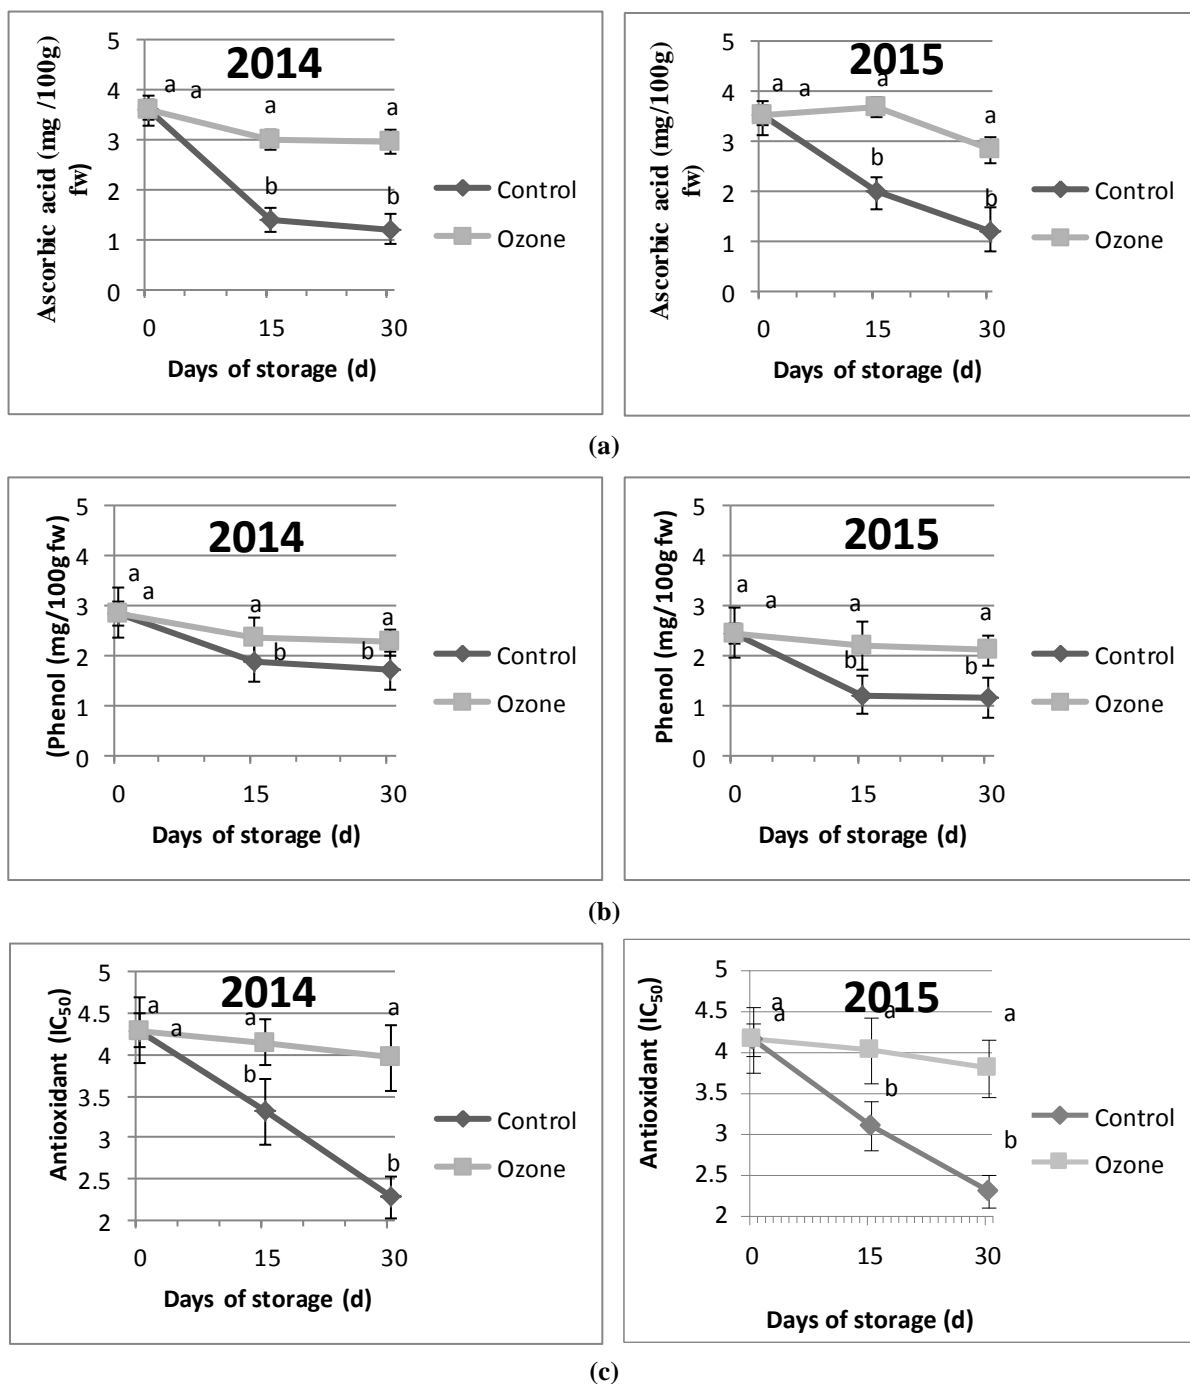 2014
5
4
3
2
1
0
a
a
a
a
b
b
Ascorbic acid (mg /100g
fw)
0 15 30
Days of storage (d)
Control
Ozone
2015
5
4
3
2
1
0
a
a
a
a
b
b
Ascorbic acid (mg/100g
fw)
0 15 30
Days of storage (d)
Control
Ozone
(a)
2014
5
4
3
2
1
0
a
a
a
a
b
b
(Phenol (mg/100g fw)
0 15 30
Days of storage (d)
Control
Ozone
2015
5
4
3
2
1
0
a
a
a
a
b
b
Phenol (mg/100g fw)
0 15 30
Days of storage (d)
Control
Ozone
(b)
2014
5
4.5
4
3.5
3
2.5
2
a
a
a
a
b
b
Antioxidant (IC50)
0 15 30
Days of storage (d)
Control
Ozone
2015
5
4.5
4
3.5
3
2.5
2
a
a
a
a
b
b
Antioxidant (IC50)
0 15 30
Days of storage (d)
Control
Ozone
(c)